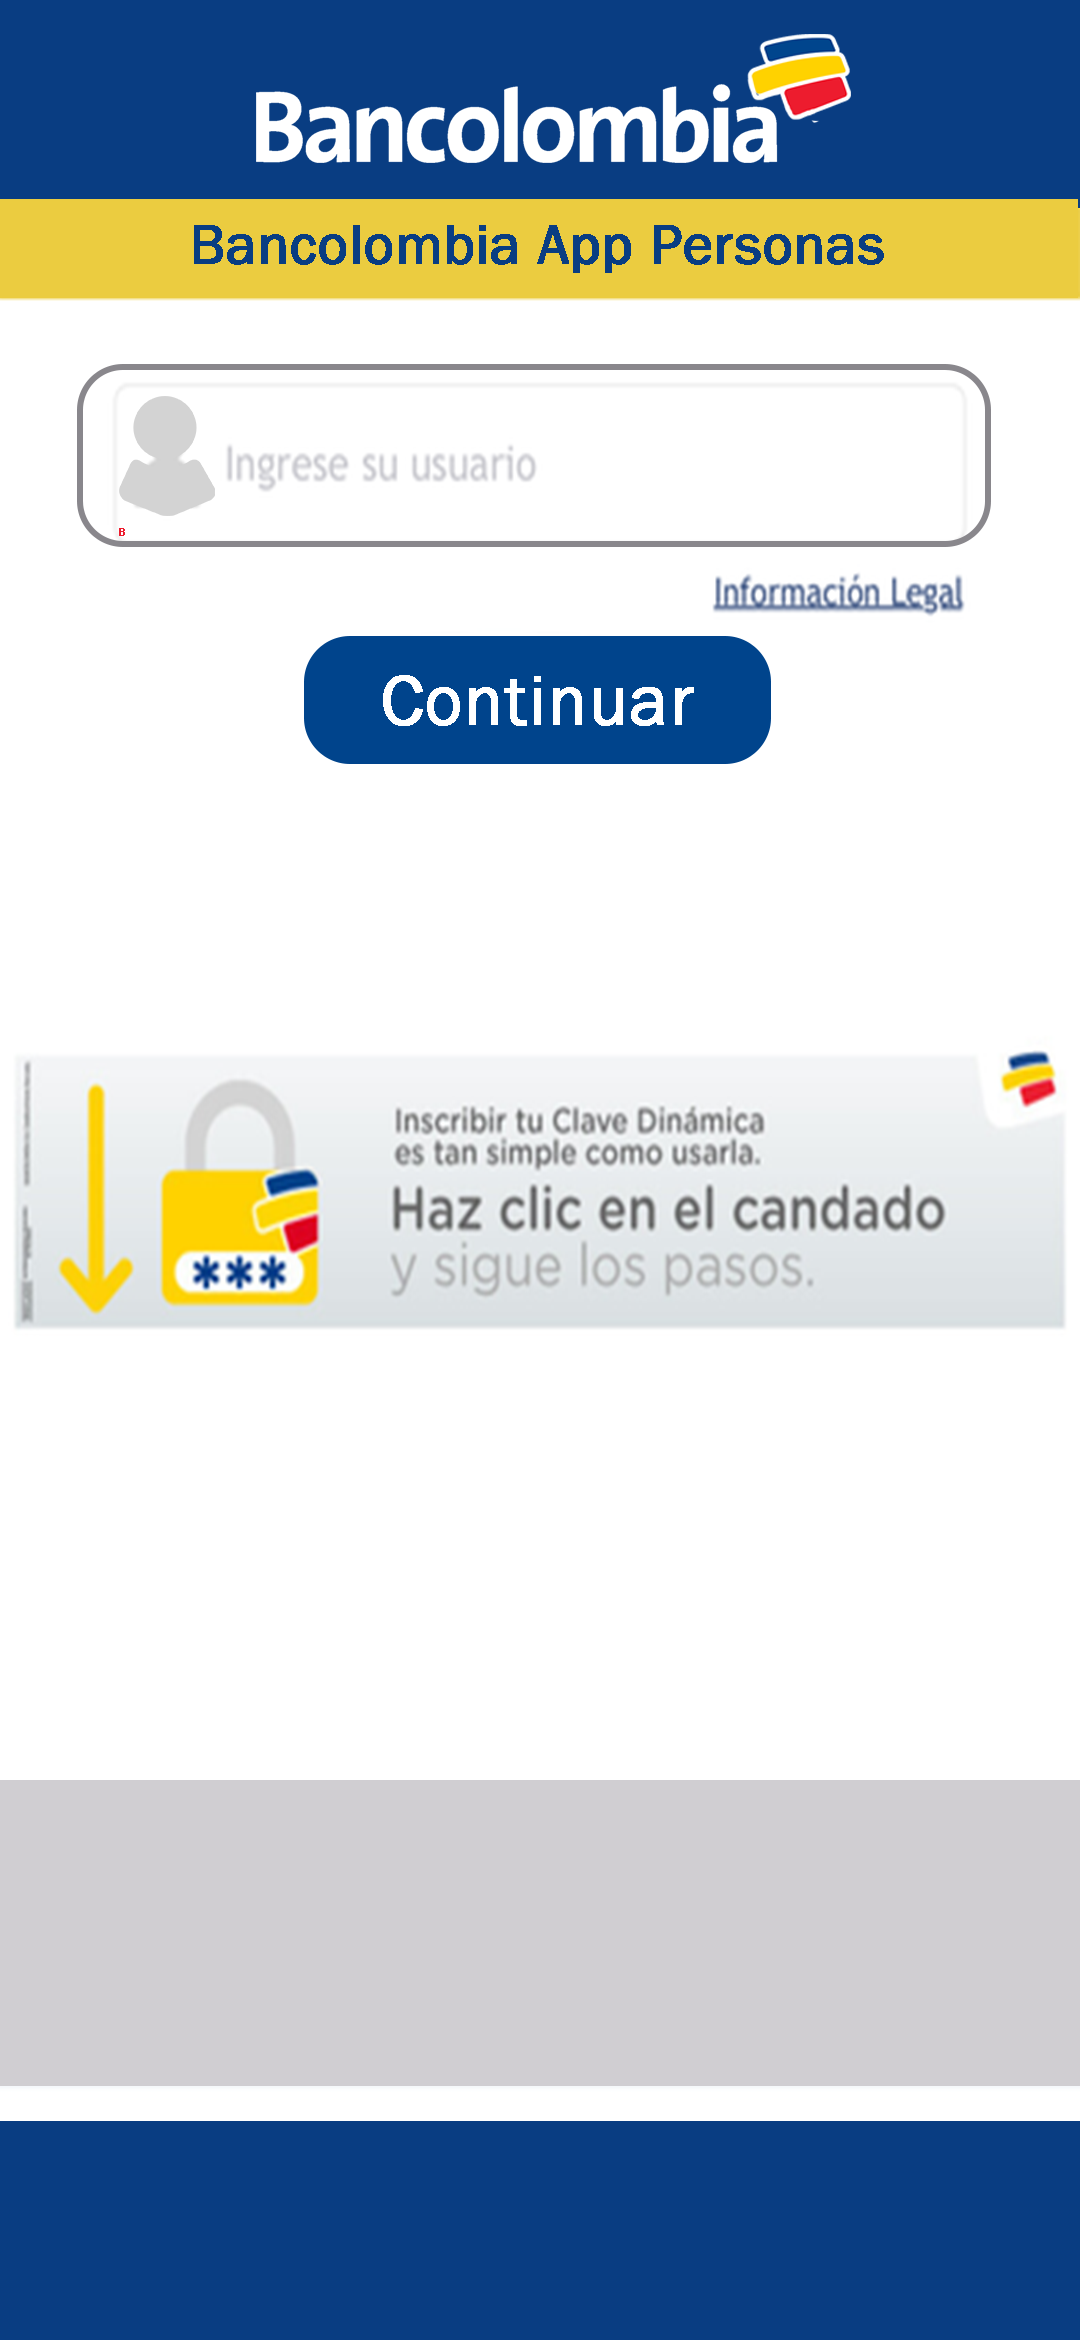 Bancolombia
Bancolombia App Personas
Ingrese su usuario
B
Información Legal
Continuar
Inscribir tu Clave Dinámica
es tan simple como usarla.
Haz clic en el candado
y sigue los pasos.
***